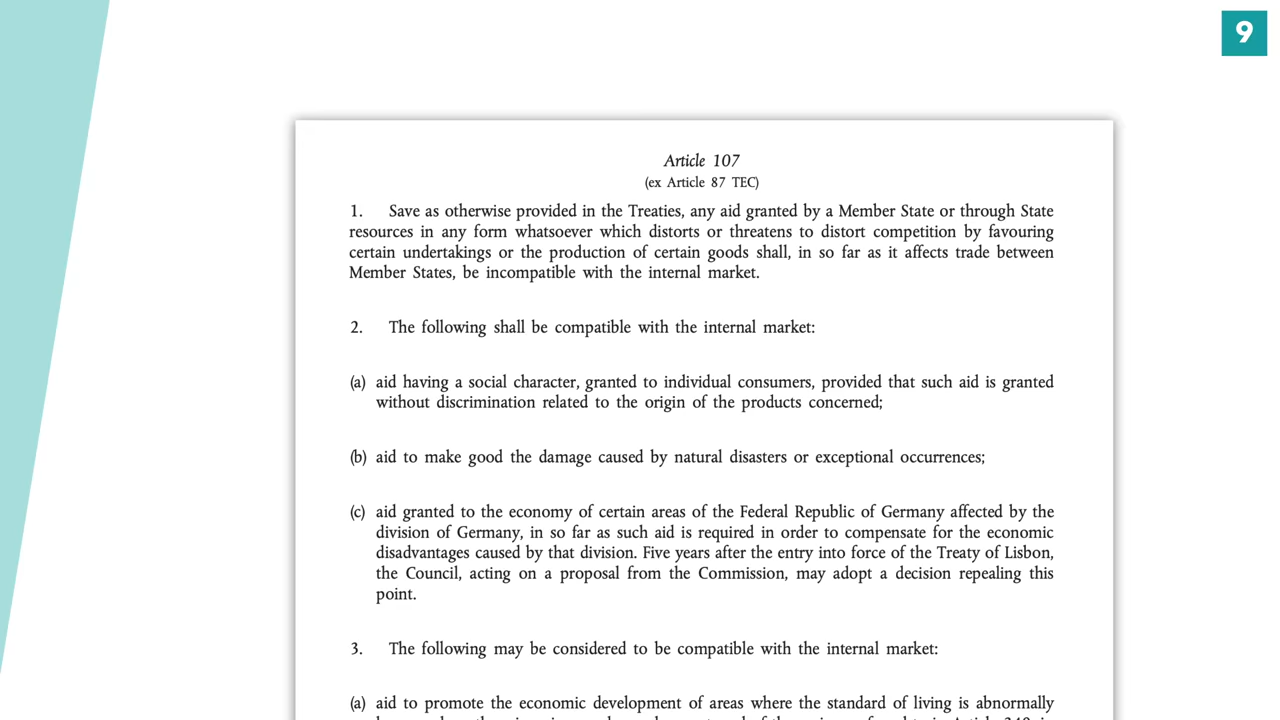 9
Article 107
(ex Article 87 TEC)
1. Save as otherwise provided in the Treaties, any aid granted by a Member State or through State
resources in any form whatsoever which distorts or threatens to distort competition by favouring
certain undertakings or the production of certain goods shall, in so far as it affects trade between
Member States, be incompatible with the internal market.
2. The following shall be compatible with the internal market:
(a) aid having a social character, granted to individual consumers, provided that such aid is granted
without discrimination related to the origin of the products concerned;
(b) aid to make good the damage caused by natural disasters or exceptional occurrences;
(c) aid granted to the economy of certain areas of the Federal Republic of Germany affected by the
division of Germany, in so far as such aid is required in order to compensate for the economic
disadvantages caused by that division. Five years after the entry into force of the Treaty of Lisbon,
the Council, acting on a proposal from the Commission, may adopt a decision repealing this
point.
3. The following may be considered to be compatible with the internal market:
(a) aid to promote the economic development of areas where the standard of living is abnormally